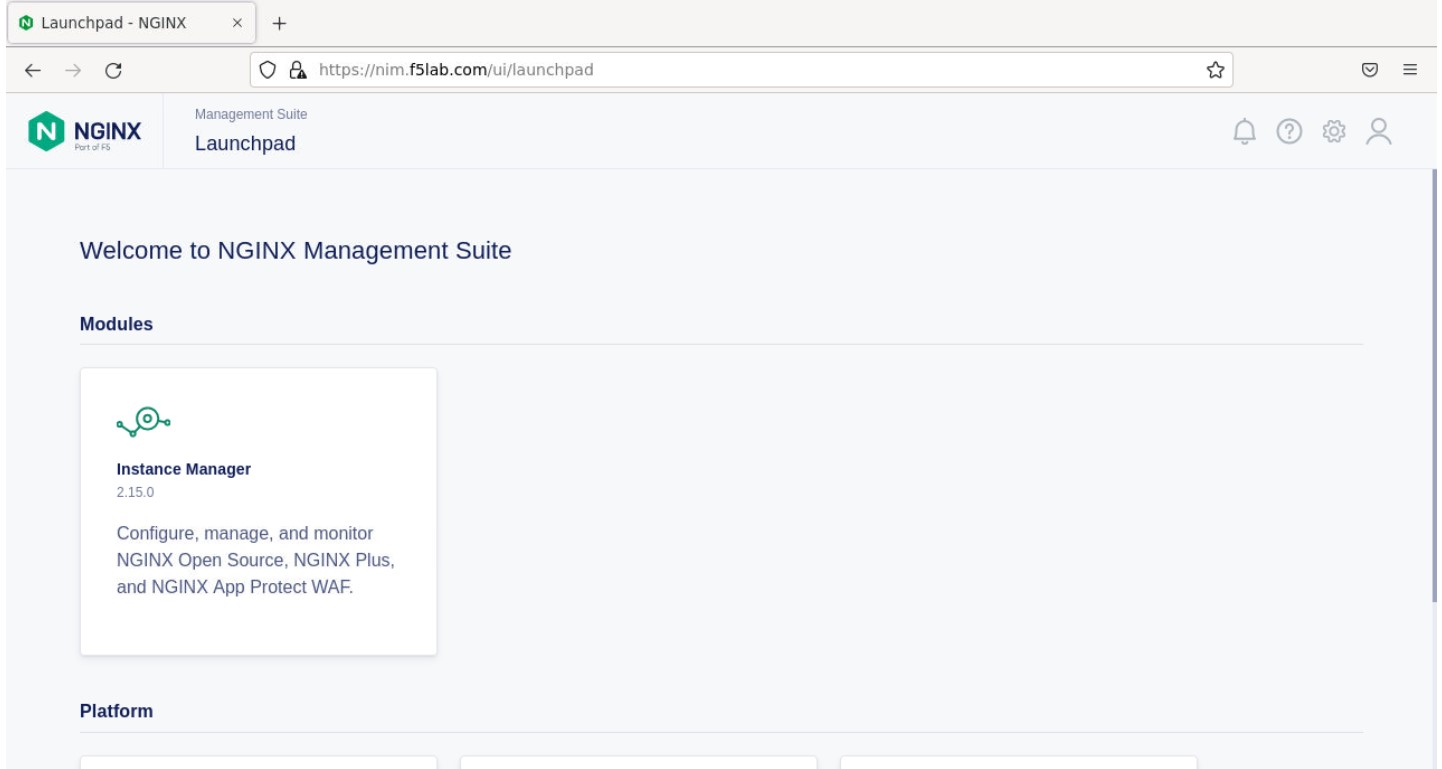 Launchpad - NGINX
https://nim.f5lab.com/ui/launchpad
NGINX
Part of F5
Management Suite
Launchpad
Welcome to NGINX Management Suite
Modules
Instance Manager
2.15.0
Configure, manage, and monitor
NGINX Open Source, NGINX Plus,
and NGINX App Protect WAF.
Platform